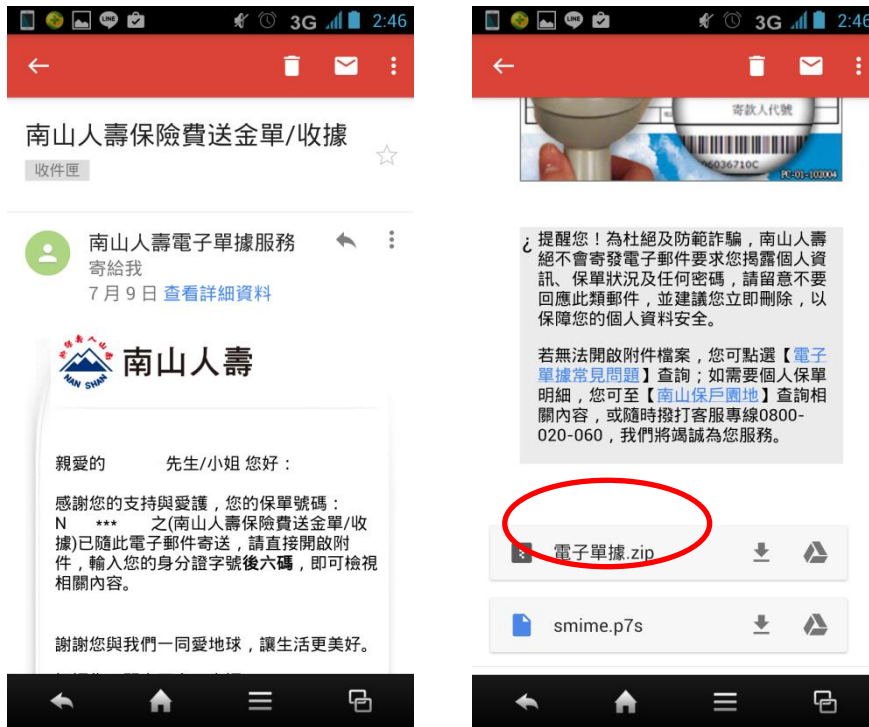 3G 2:46
南山人壽保險費送金單/收據
收件匣
南山人壽電子單據服務
寄給我
7 月 9 日 查看詳細資料
南山人壽
NAN SHAN
親愛的 先生/小姐 您好：
感謝您的支持與愛護，您的保單號碼：
N *** 之(南山人壽保險費送金單/收
據)已隨此電子郵件寄送，請直接開啟附
件，輸入您的身分證字號後六碼，即可檢視
相關內容。
謝謝您與我們一同愛地球，讓生活更美好。
3G 2:46
寄款人代號
06036710C
PC-01-102004
¿ 提醒您！為杜絕及防範詐騙，南山人壽
絕不會寄發電子郵件要求您揭露個人資
訊、保單狀況及任何密碼，請留意不要
回應此類郵件，並建議您立即刪除，以
保障您的個人資料安全。
若無法開啟附件檔案，您可點選【電子
單據常見問題】查詢；如需要個人保單
明細，您可至【南山保戶園地】查詢相
關內容，或隨時撥打客服專線0800-
020-060，我們將竭誠為您服務。
電子單據.zip
smime.p7s